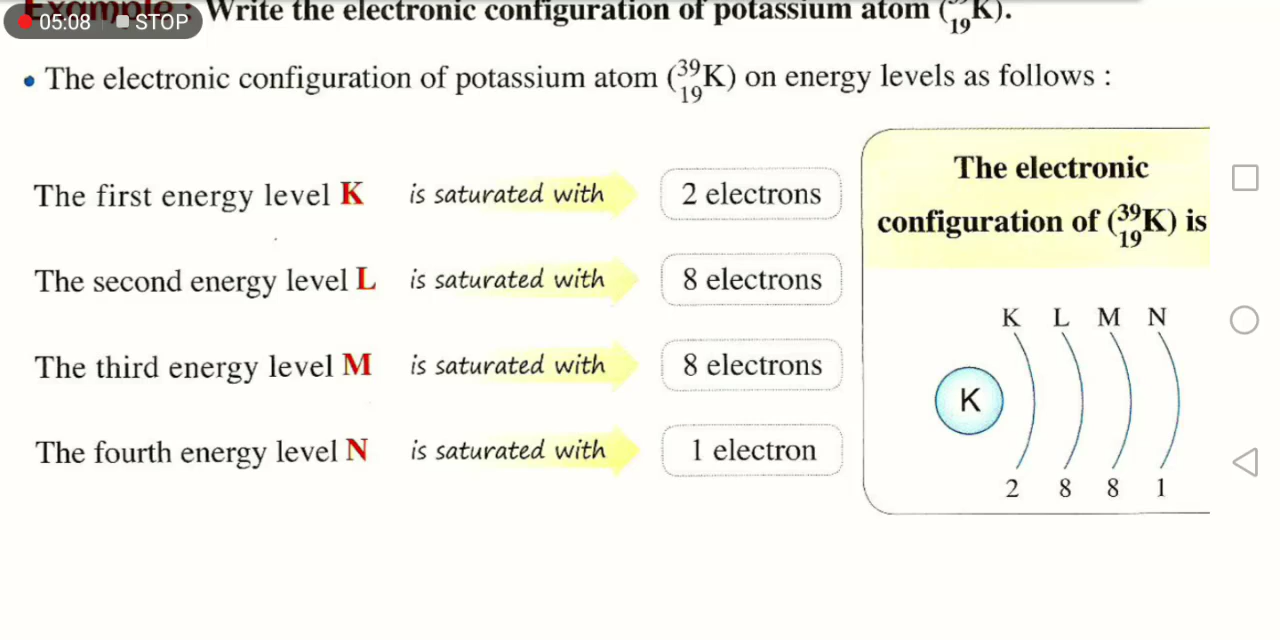 05:08 STOP
Example : Write the electronic configuration of potassium atom (³⁹₁₉K).
• The electronic configuration of potassium atom (³⁹₁₉K) on energy levels as follows :
The first energy level K is saturated with 2 electrons
The second energy level L is saturated with 8 electrons
The third energy level M is saturated with 8 electrons
The fourth energy level N is saturated with 1 electron
The electronic
configuration of (³⁹₁₉K) is
K L M N
K
2 8 8 1